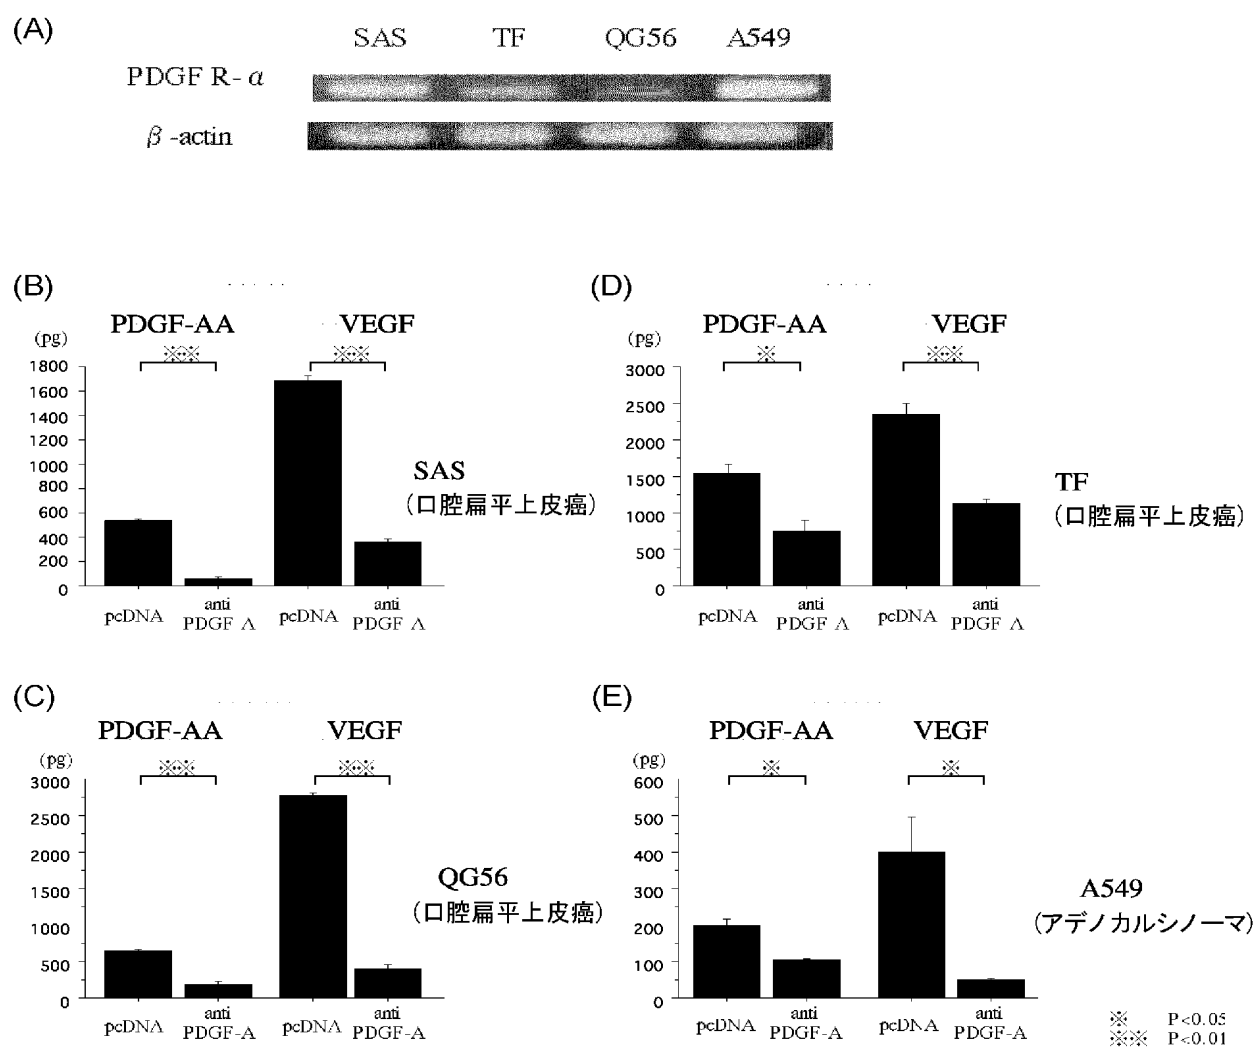 (A)
SAS TF QG56 A549
PDGF R-α
β-actin
(B)
PDGF-AA VEGF
(pg)
※※ ※※
1800
1600
1400
1200
1000
800
600
400
200
0
pcDNA anti PDGF-A pcDNA anti PDGF-A
SAS
(口腔扁平上皮癌)
(D)
PDGF-AA VEGF
(pg)
※ ※※
3000
2500
2000
1500
1000
500
0
pcDNA anti PDGF-A pcDNA anti PDGF-A
TF
(口腔扁平上皮癌)
(C)
PDGF-AA VEGF
(pg)
※※ ※※
3000
2500
2000
1500
500
0
pcDNA anti PDGF-A pcDNA anti PDGF-A
QG56
(口腔扁平上皮癌)
(E)
PDGF-AA VEGF
(pg)
※ ※
600
400
300
200
100
0
pcDNA anti PDGF-A pcDNA anti PDGF-A
A549
(アデノカルシノーマ)
※ P<0.05
※※ P<0.01